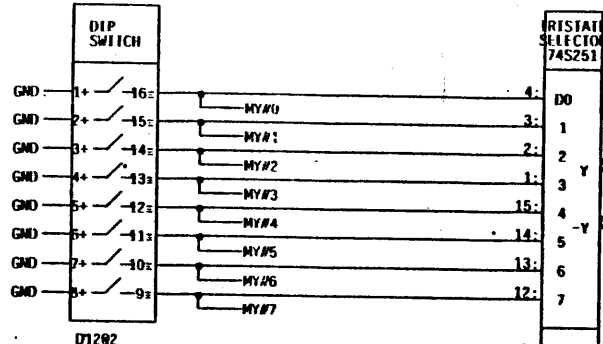 DIP
SWITCH
TRISTATE
SELECTOR
74S251
GND 1+ 16= 4: D0
MY#0
GND 2+ 15= 3: 1
MY#1
GND 3+ 14= 2: 2
MY#2
Y
GND 4+ 13= 1: 3
MY#3
GND 5+ 12= 15: 4
MY#4
-Y
GND 6+ 11= 14: 5
MY#5
GND 7+ 10= 13: 6
MY#6
GND 8+ 9= 12: 7
MY#7
D1202